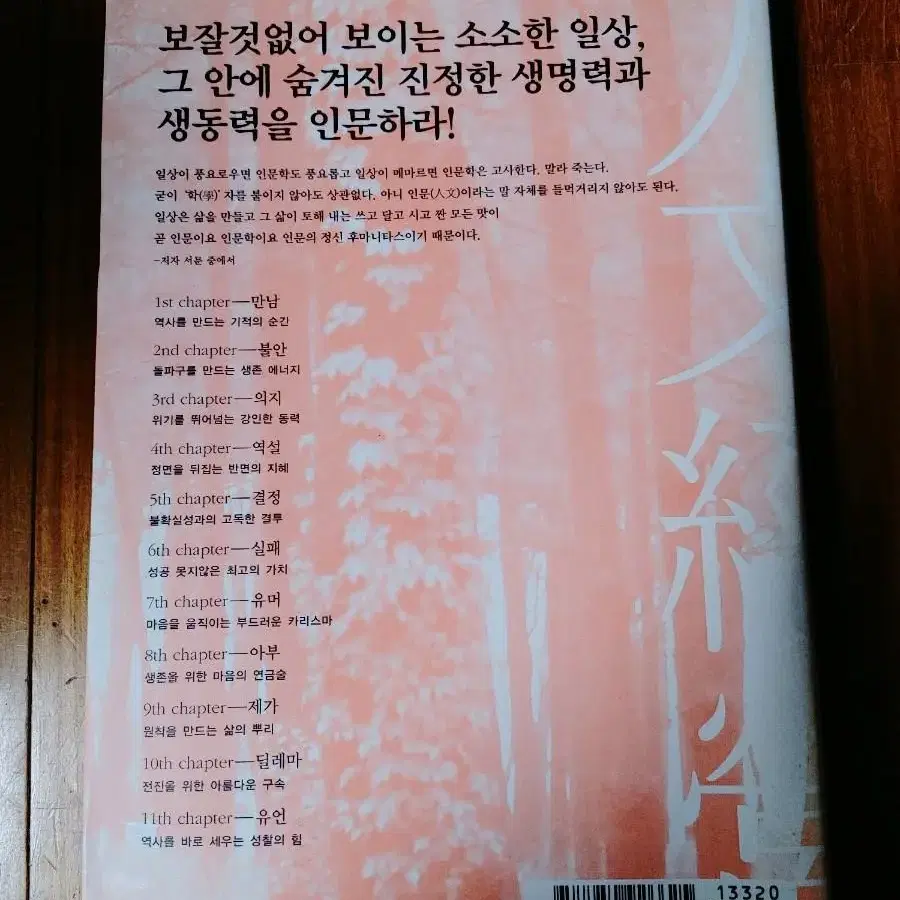 보잘것없어 보이는 소소한 일상,
그 안에 숨겨진 진정한 생명력과
생동력을 인문하라!
일상이 풍요로우면 인문학도 풍요롭고 일상이 메마르면 인문학은 고사한다. 말라 죽는다.
굳이 '학(學)' 자를 붙이지 않아도 상관없다. 아니 인문(人文)이라는 말 자체를 들먹거리지 않아도 된다.
일상은 삶을 만들고 그 삶이 토해 내는 쓰고 달고 시고 짠 모든 맛이
곧 인문이요 인문학이요 인문의 정신 후마니타스이기 때문이다.
-저자 서문 중에서
1st chapter—만남
역사를 만드는 기적의 순간
2nd chapter—불안
돌파구를 만드는 생존 에너지
3rd chapter—의지
위기를 뛰어넘는 강인한 동력
4th chapter—역설
정면을 뒤집는 반면의 지혜
5th chapter—결정
불확실성과의 고독한 결투
6th chapter—실패
성공 못지않은 최고의 가치
7th chapter—유머
마음을 움직이는 부드러운 카리스마
8th chapter—아부
생존을 위한 마음의 연금술
9th chapter—제가
원칙을 만드는 삶의 뿌리
10th chapter—딜레마
전진을 위한 아름다운 구속
11th chapter—유언
역사를 바로 세우는 성찰의 힘
人文
13320